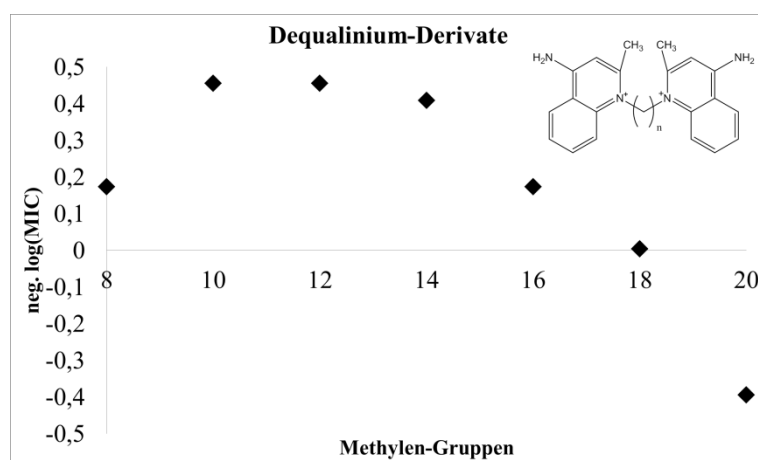 Dequalinium-Derivate
neg. log(MIC)
0,5
0,4
0,3
0,2
0,1
0
-0,1
-0,2
-0,3
-0,4
-0,5
8 10 12 14 16 18 20
Methylen-Gruppen
H₂N CH₃ CH₃ NH₂
N⁺ N⁺
n